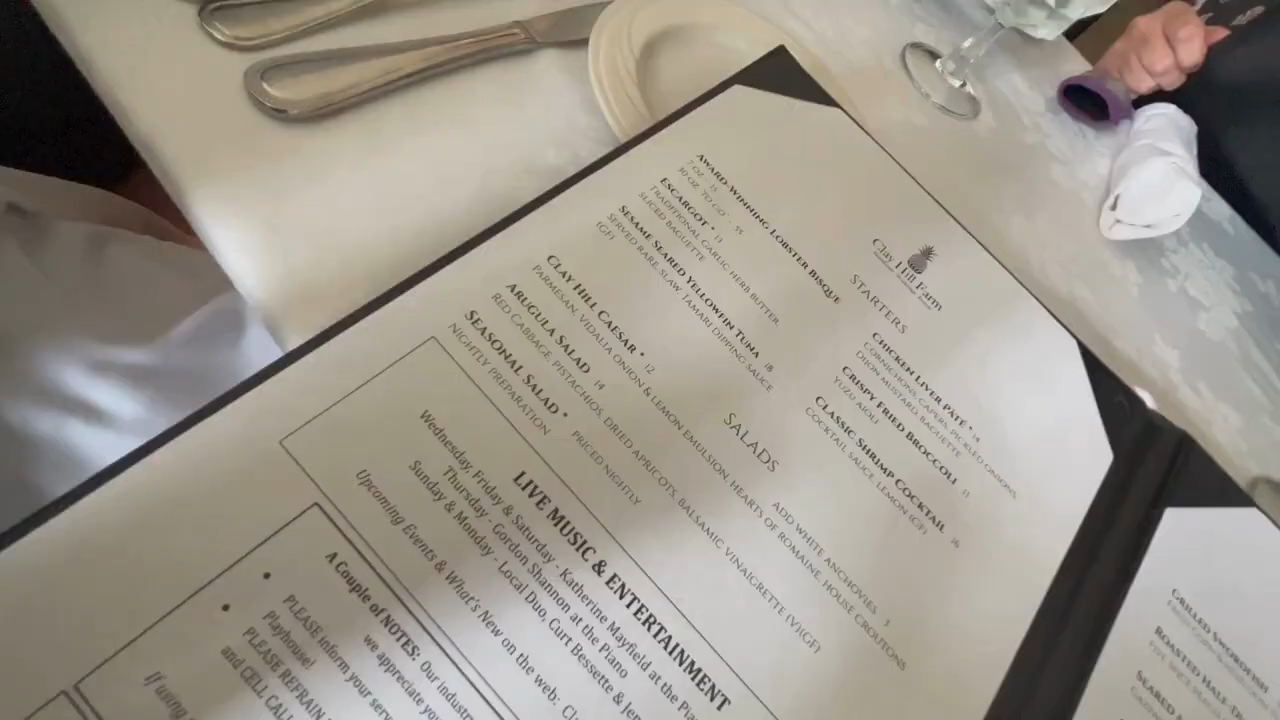 Clay Hill Farm
STARTERS
AWARD-WINNING LOBSTER BISQUE
7 OZ - 15
30 OZ. TO GO - 55
ESCARGOT * 11
TRADITIONAL GARLIC HERB BUTTER,
SLICED BAGUETTE
SESAME SEARED YELLOWFIN TUNA 18
SERVED RARE, SLAW, TAMARI DIPPING SAUCE
(GF)
CHICKEN LIVER PÂTÉ * 14
CORNICHONS, CAPERS, PICKLED ONIONS,
DIJON MUSTARD, BAGUETTE
CRISPY FRIED BROCCOLI 11
YUZU AIOLI
CLASSIC SHRIMP COCKTAIL 16
COCKTAIL SAUCE, LEMON (GF)
SALADS
CLAY HILL CAESAR * 12
ADD WHITE ANCHOVIES 3
PARMESAN, VIDALIA ONION & LEMON EMULSION, HEARTS OF ROMAINE, HOUSE CROUTONS
ARUGULA SALAD 14
RED CABBAGE, PISTACHIOS, DRIED APRICOTS, BALSAMIC VINAIGRETTE (V)(GF)
SEASONAL SALAD * PRICED NIGHTLY
NIGHTLY PREPARATION
LIVE MUSIC & ENTERTAINMENT
Wednesday, Friday & Saturday - Katherine Mayfield at the
Thursday - Gordon Shannon at the Piano
Sunday & Monday - Local Duo, Curt Bessette &
Upcoming Events & What's New on the web:
A Couple of NOTES: Our
we appreciate
PLEASE inform your
Playhouse!
PLEASE REFRAIN
and CELL
If using
GRILLED SWORDFISH
ROASTED HALF
SEARED